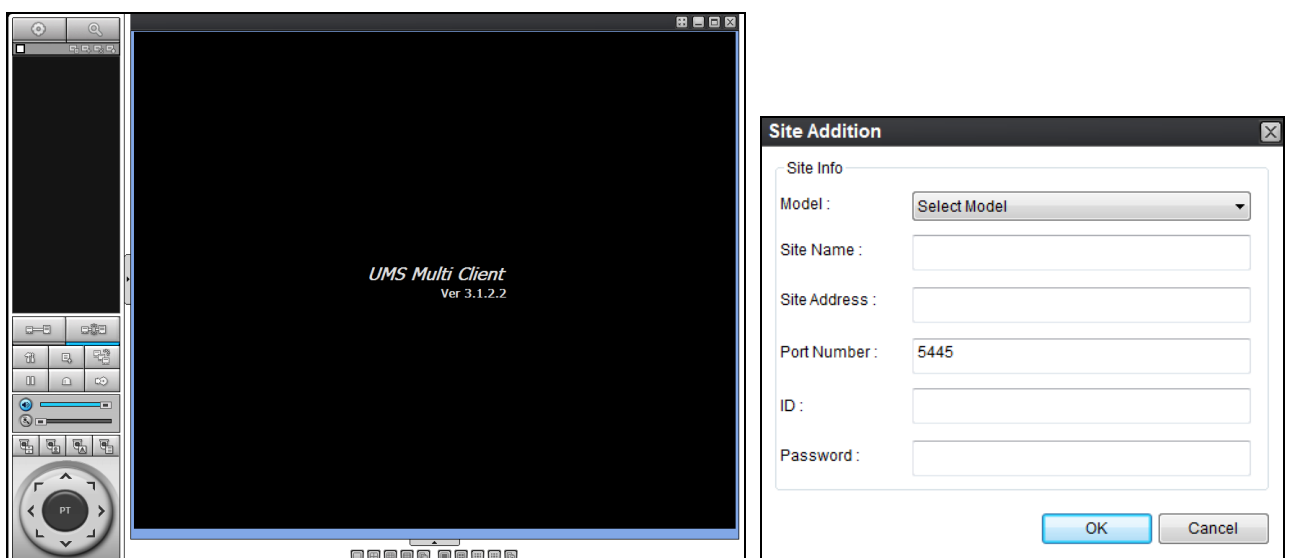 UMS Multi Client
Ver 3.1.2.2
PT
Site Addition
Site Info
Model :
Select Model
Site Name :
Site Address :
Port Number :
5445
ID :
Password :
OK
Cancel